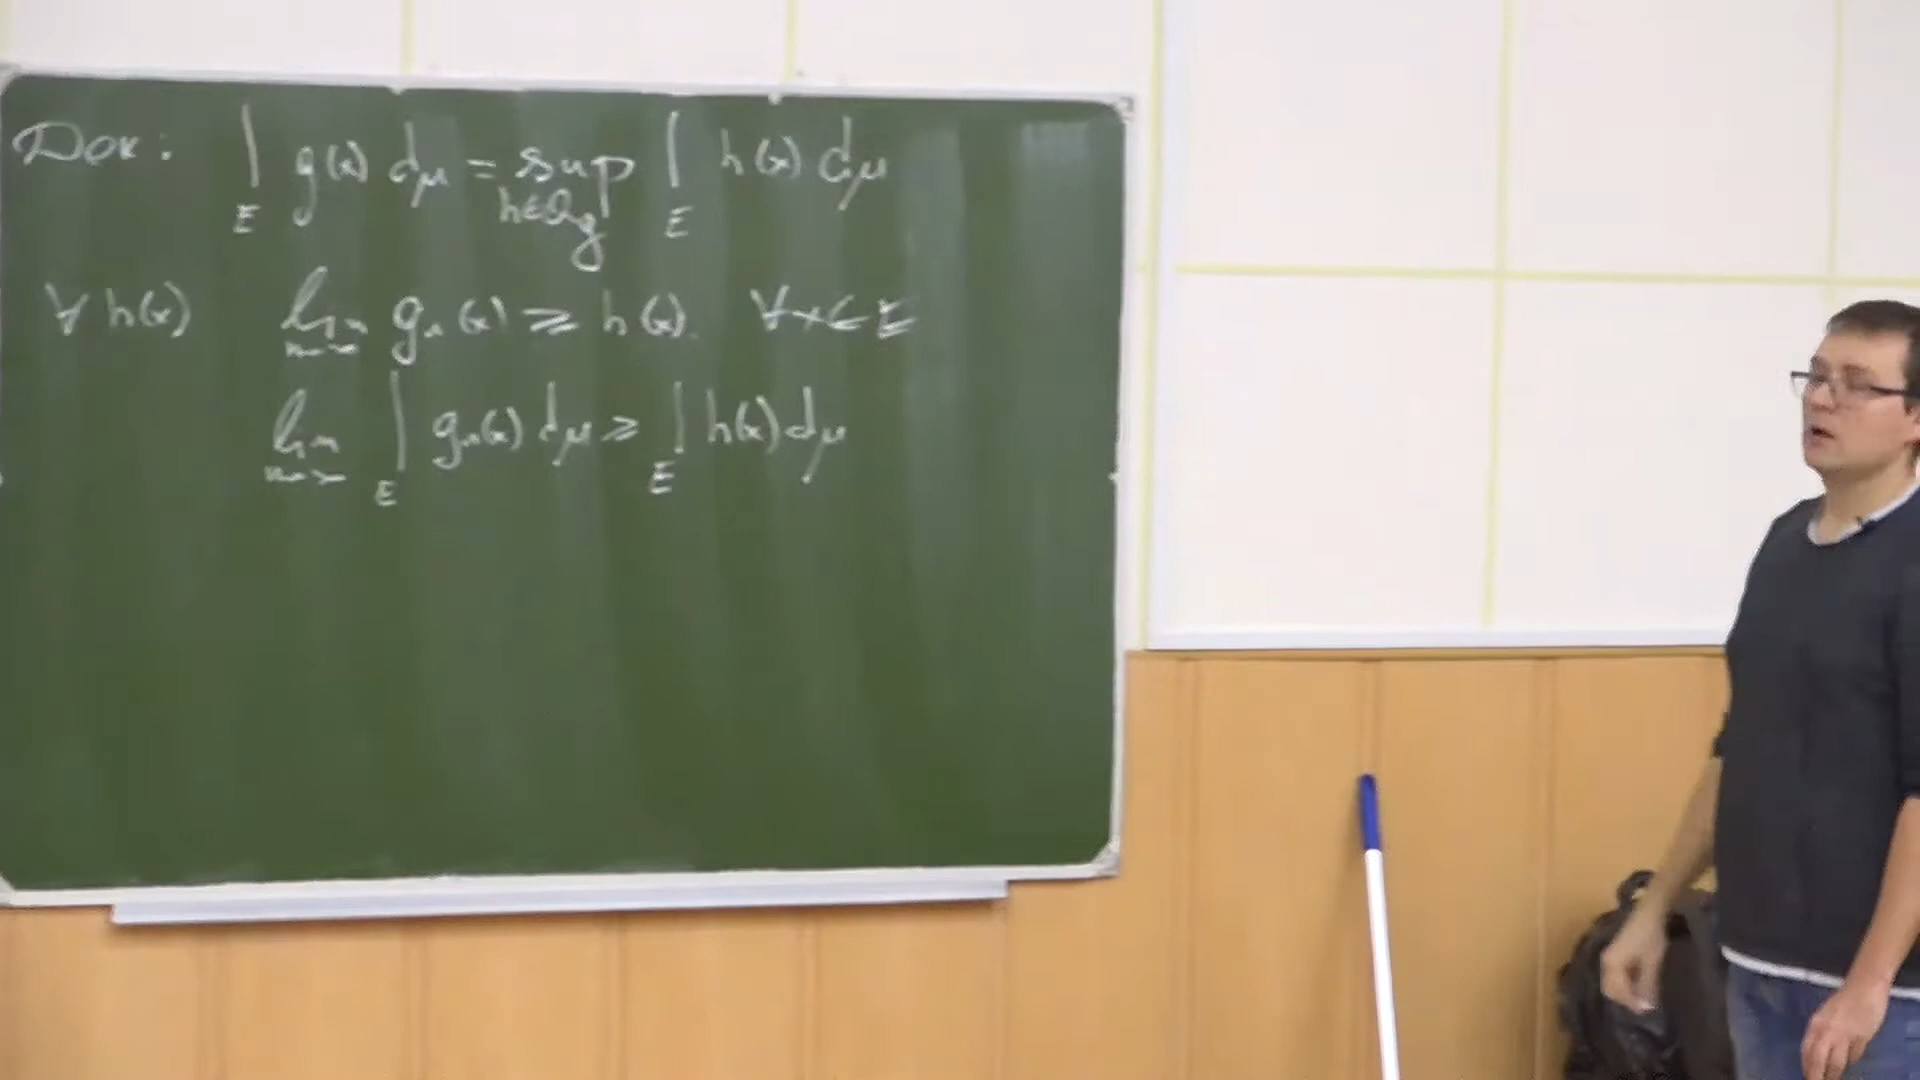 Док: ∫_E g(x) dμ = sup_{h∈Q_g} ∫_E h(x) dμ
∀ h(x) lim_{n→∞} g_n(x) ⩾ h(x). ∀x∈E
lim_{n→∞} ∫_E g_n(x) dμ ⩾ ∫_E h(x) dμ